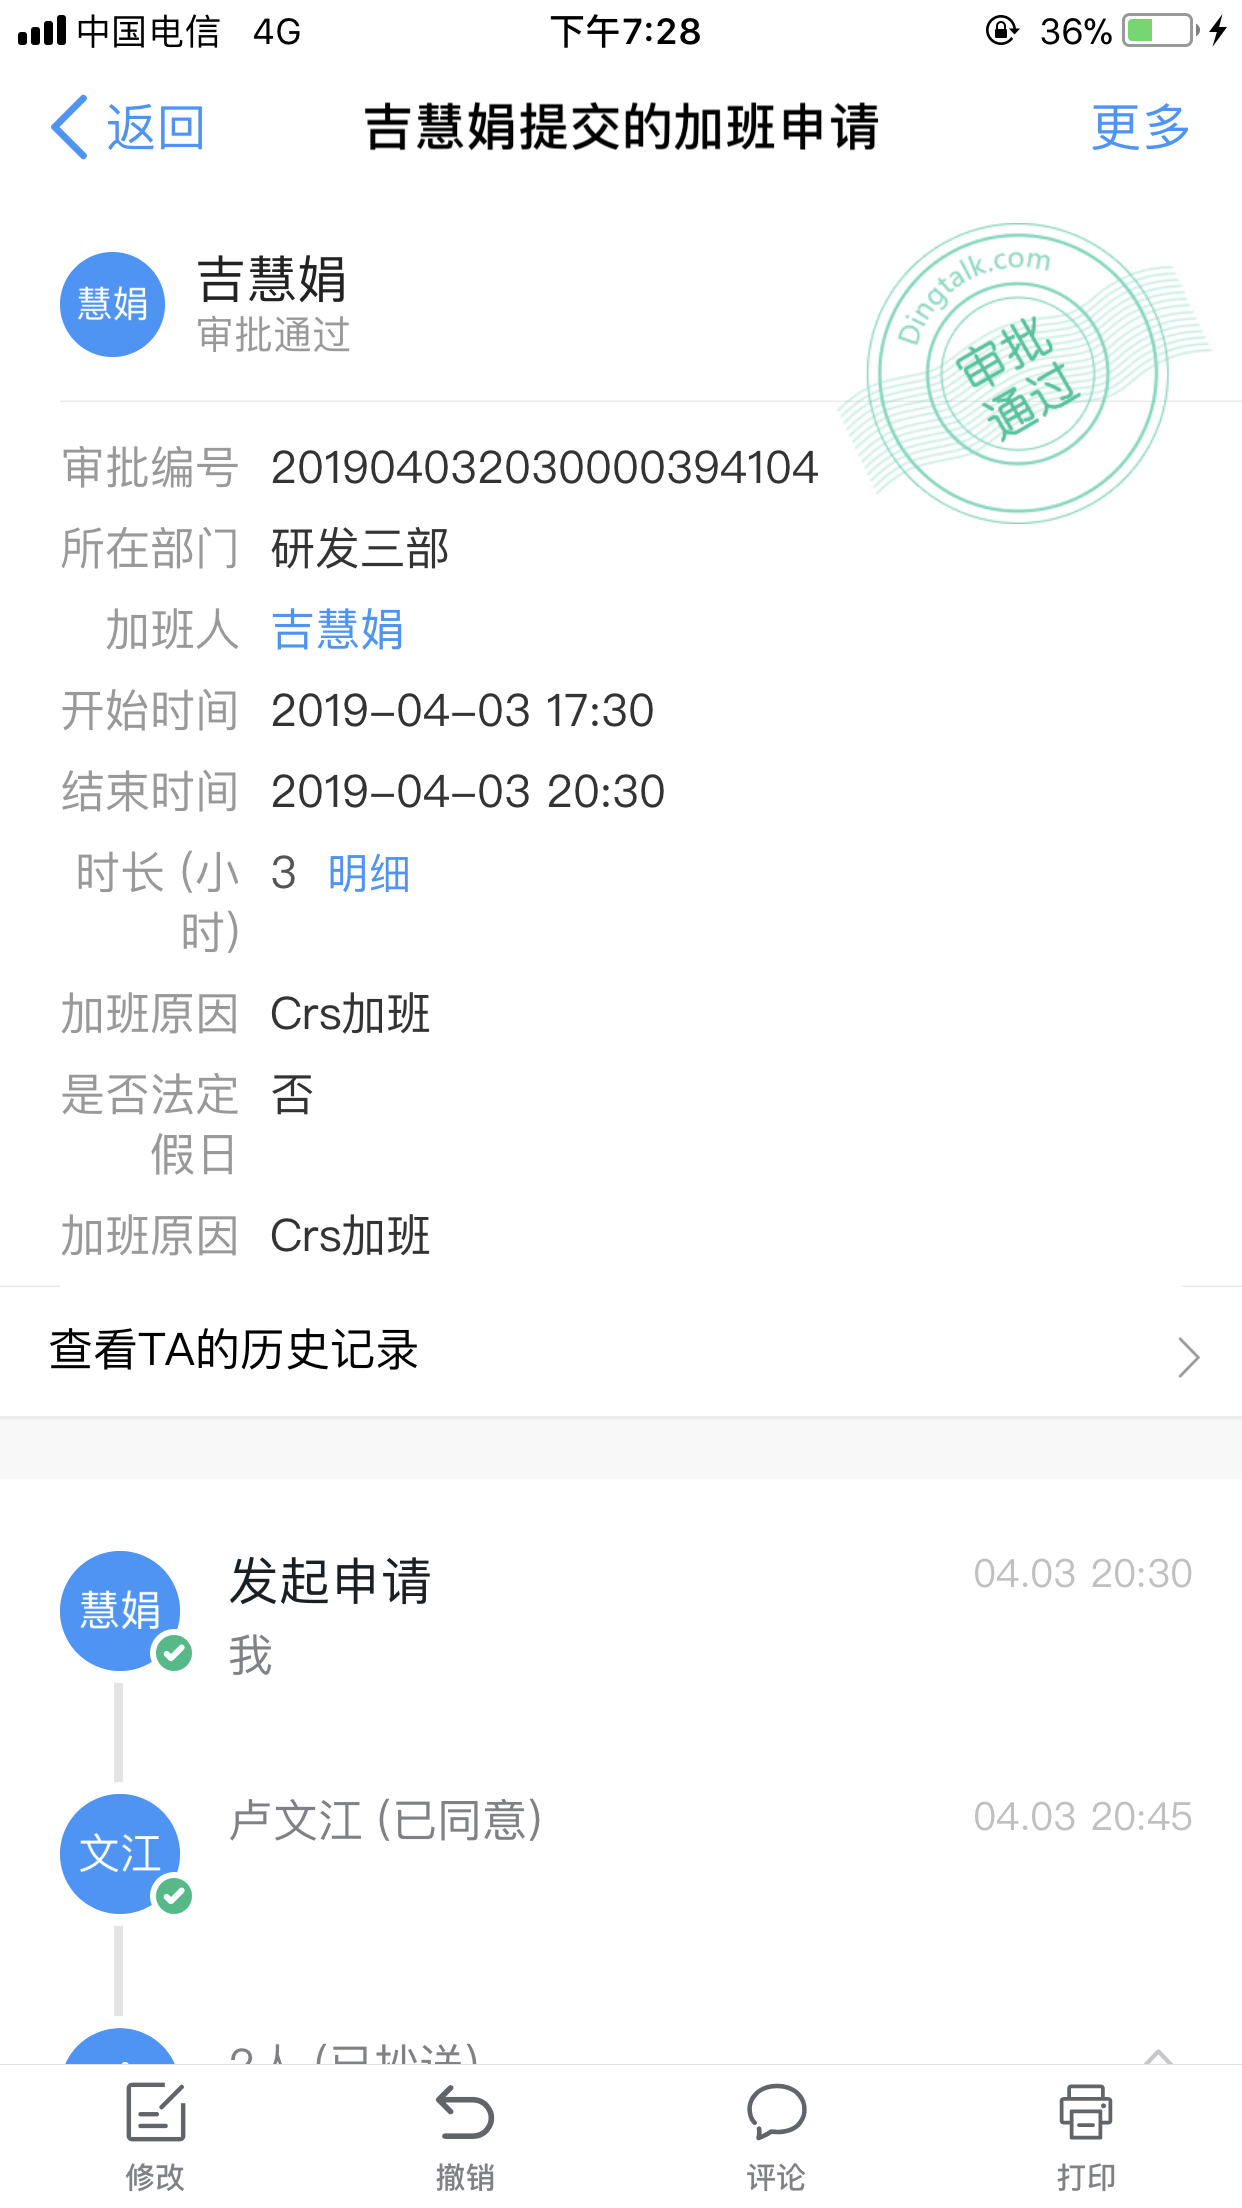 中国电信 4G 下午7:28 36%
返回 吉慧娟提交的加班申请 更多
慧娟 吉慧娟
审批通过
Dingtalk.com
审批
通过
审批编号 201904032030000394104
所在部门 研发三部
加班人 吉慧娟
开始时间 2019-04-03 17:30
结束时间 2019-04-03 20:30
时长 (小 3 明细
时)
加班原因 Crs加班
是否法定 否
假日
加班原因 Crs加班
查看TA的历史记录
慧娟 发起申请 04.03 20:30
我
文江 卢文江 (已同意) 04.03 20:45
2人 (已抄送)
修改 撤销 评论 打印